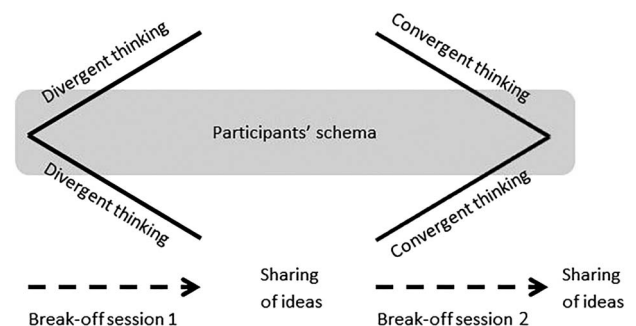 Divergent thinking
Convergent thinking
Participants' schema
Divergent thinking
Convergent thinking
Sharing
of ideas
Sharing
of ideas
Break-off session 1
Break-off session 2